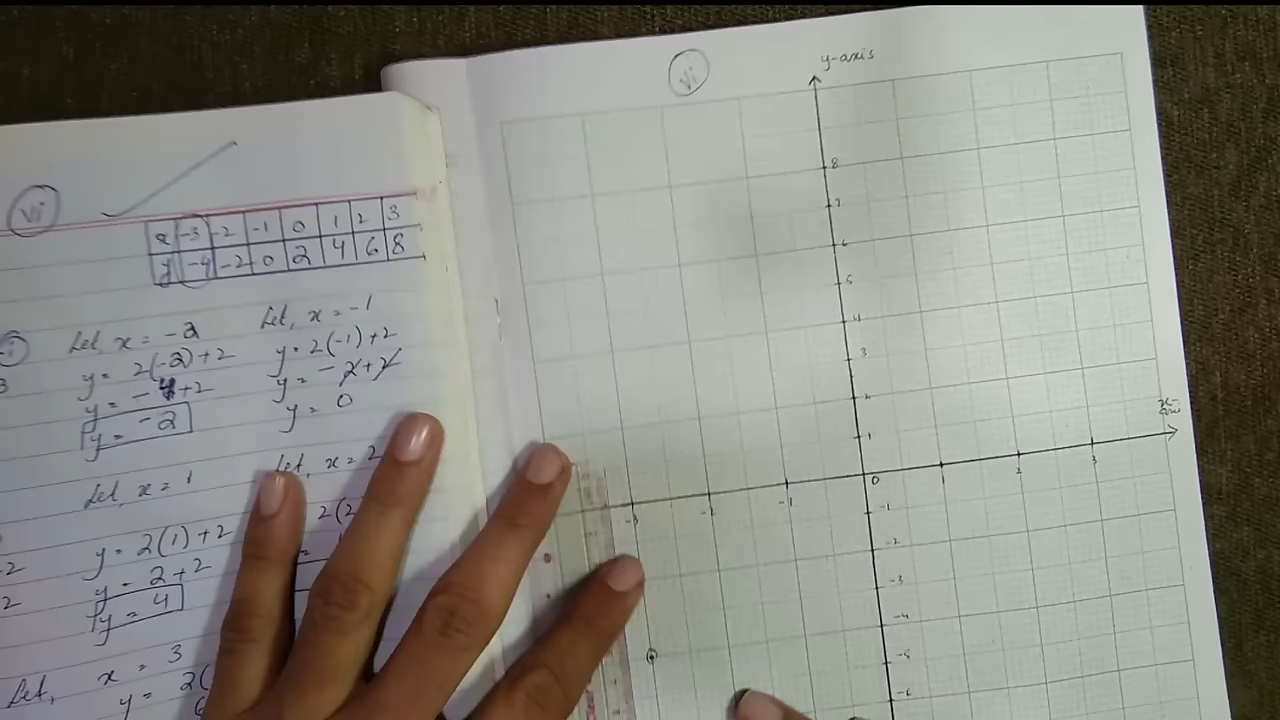 vi
x -3 -2 -1 0 1 2 3
y -4 -2 0 2 4 6 8
Let, x = -2
y = 2(-2)+2
y = -4+2
y = -2
Let, x = -1
y = 2(-1)+2
y = -2+2
y = 0
Let, x = 1
y = 2(1)+2
y = 2+2
y = 4
Let, x = 2
2(2
Let, x = 3
y = 2(
vi
y-axis
8
7
6
5
4
3
1
x-
0
-3 -1 1 2 3
-1
-2
-3
-4
-5
-6